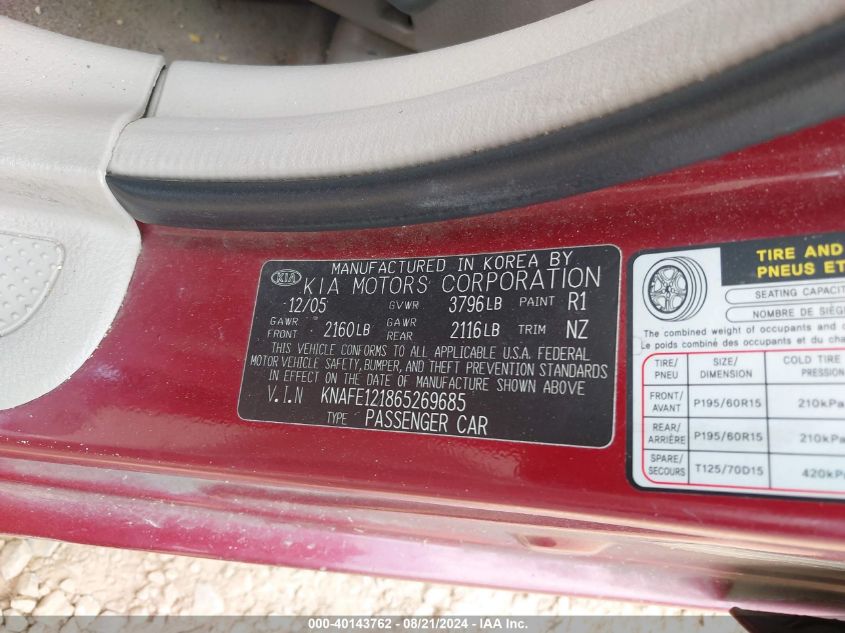 MANUFACTURED IN KOREA BY
KIA KIA MOTORS CORPORATION
12/05 GVWR 3796LB PAINT R1
GAWR FRONT 2160LB GAWR REAR 2116LB TRIM NZ
THIS VEHICLE CONFORMS TO ALL APPLICABLE U.S.A. FEDERAL
MOTOR VEHICLE SAFETY, BUMPER, AND THEFT PREVENTION STANDARDS
IN EFFECT ON THE DATE OF MANUFACTURE SHOWN ABOVE
V.I.N KNAFE121865269685
TYPE PASSENGER CAR
TIRE AND
PNEUS ET
SEATING CAPACIT
NOMBRE DE SIÈG
The combined weight of occupants and
Le poids combiné des occupants et du
TIRE/ PNEU SIZE/ DIMENSION COLD TIRE PRESSION
FRONT/ AVANT P195/60R15 210kPa
REAR/ ARRIÈRE P195/60R15 210kPa
SPARE/ SECOURS T125/70D15 420kPa
000-40143762 - 08/21/2024 - IAA Inc.